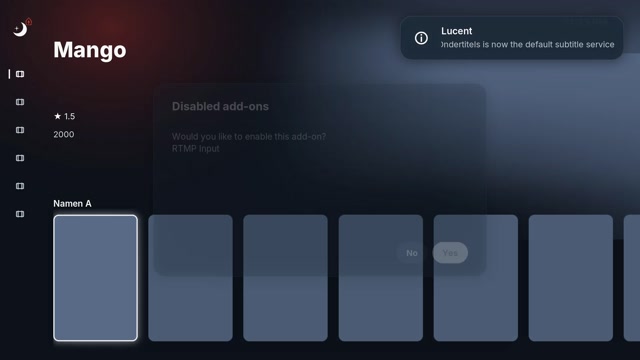 Mango
Lucent
Ondertitels is now the default subtitle service
Disabled add-ons
★ 1.5
Would you like to enable this add-on?
2000
RTMP Input
Namen A
No
Yes